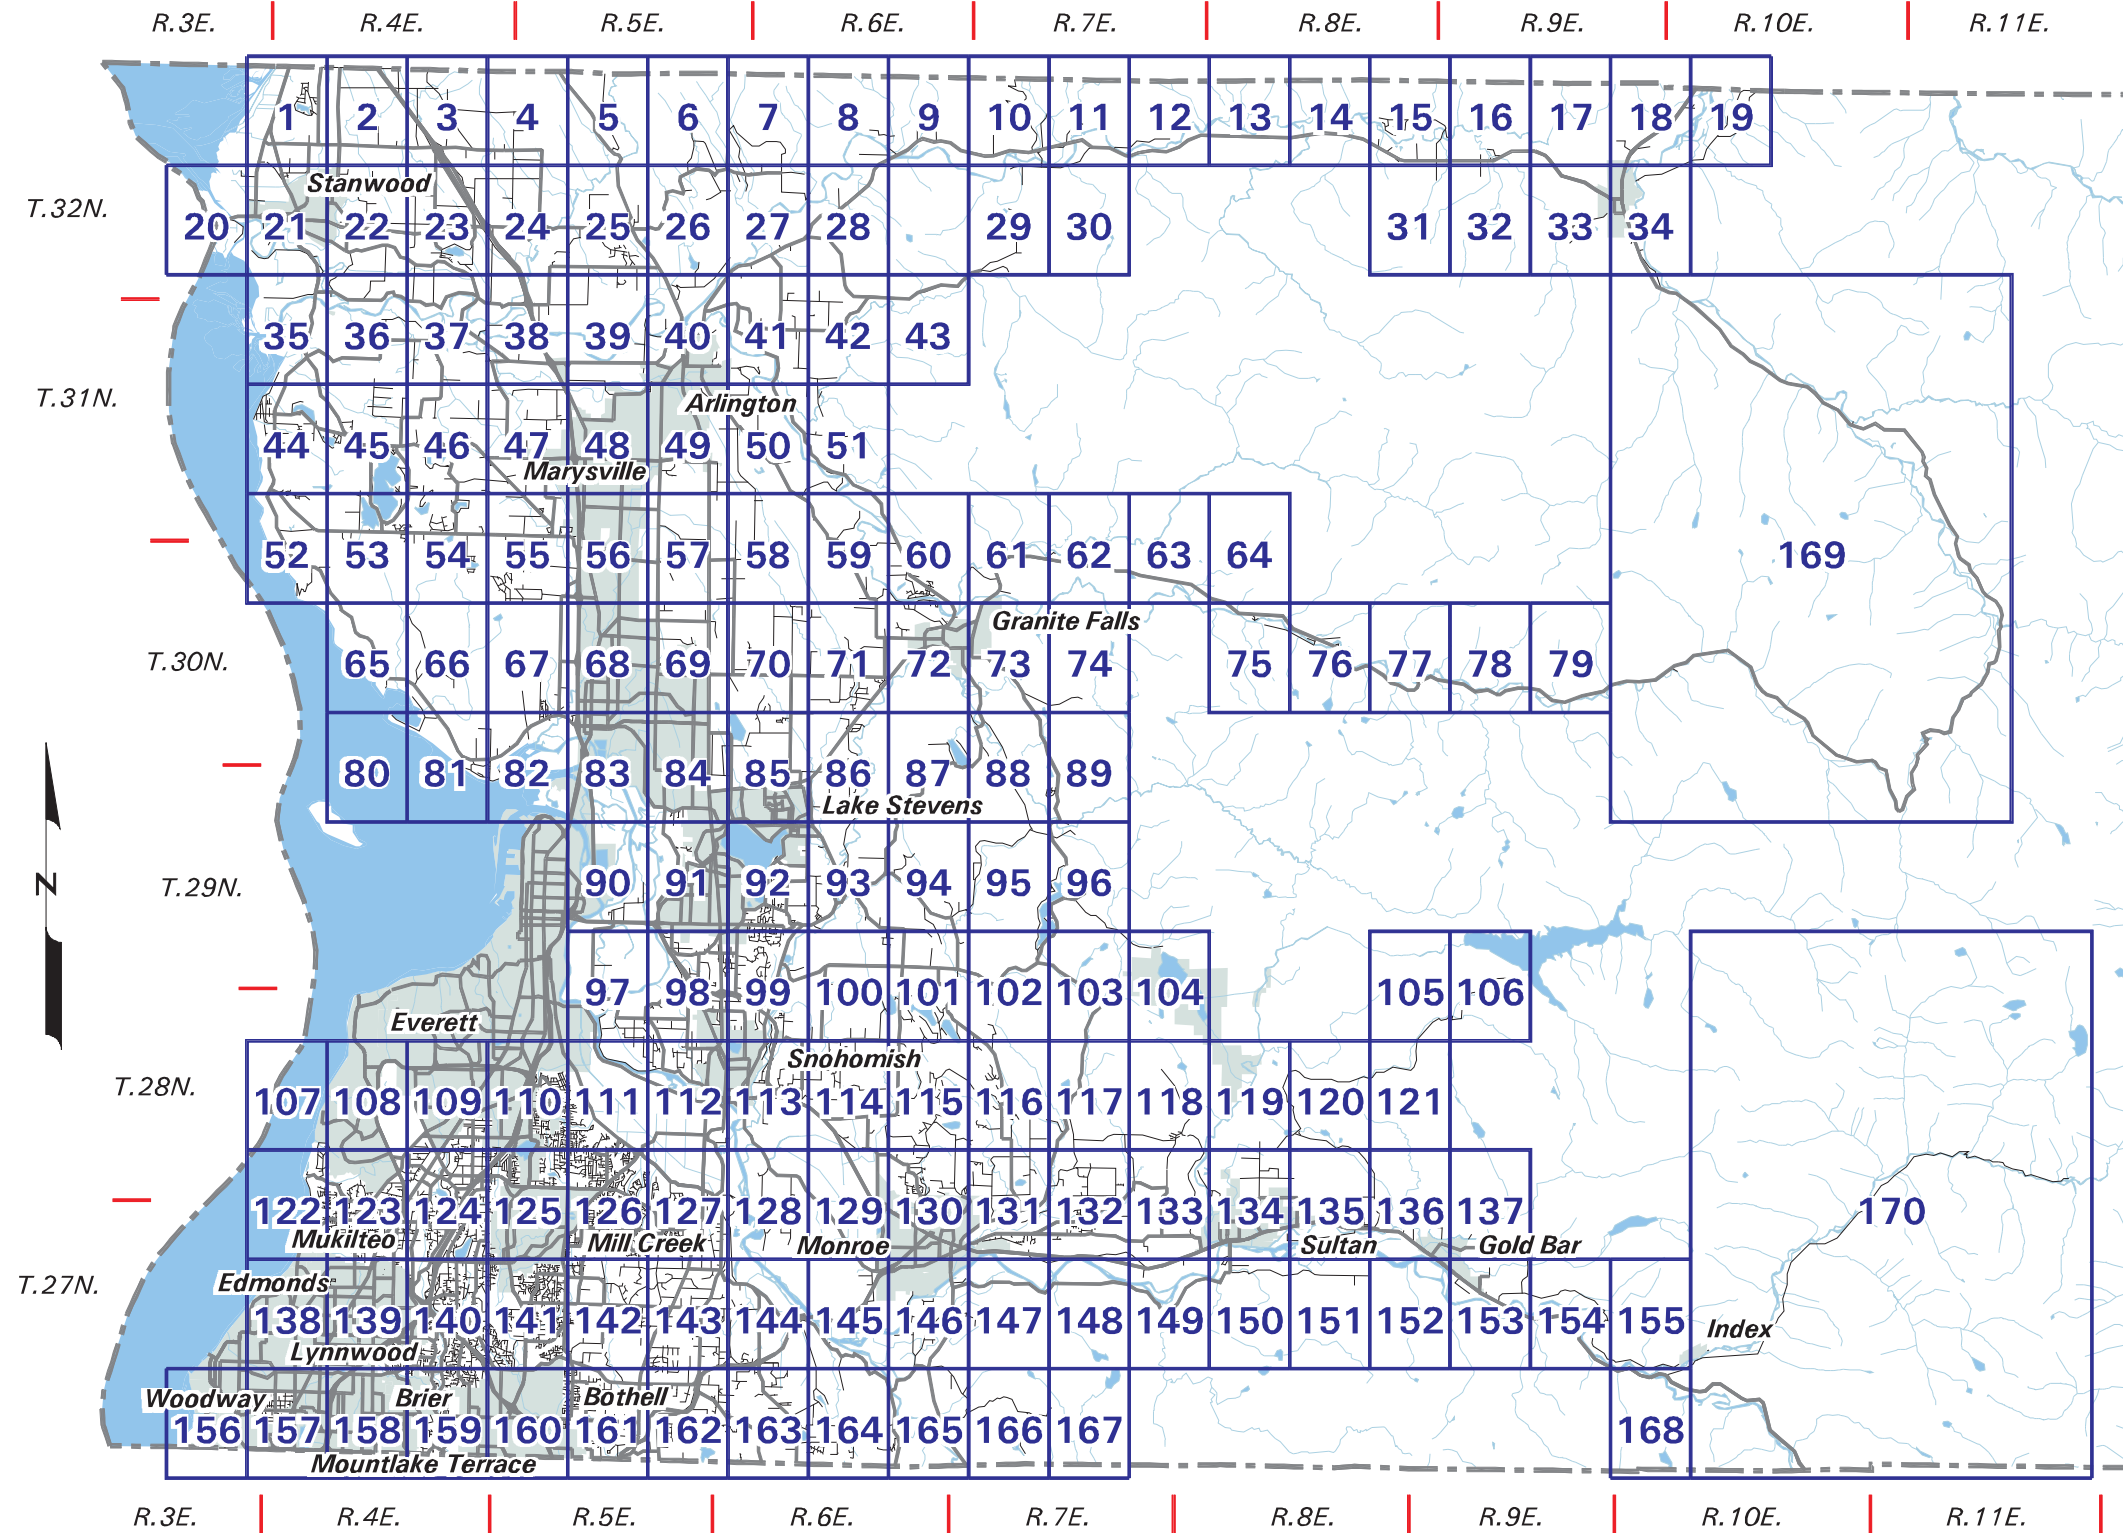 R.3E. R.4E. R.5E. R.6E. R.7E. R.8E. R.9E. R.10E. R.11E.
1 2 3 4 5 6 7 8 9 10 11 12 13 14 15 16 17 18 19
Stanwood
T.32N.
20 21 22 23 24 25 26 27 28 29 30 31 32 33 34
35 36 37 38 39 40 41 42 43
T.31N.
Arlington
44 45 46 47 48 49 50 51
Marysville
52 53 54 55 56 57 58 59 60 61 62 63 64 169
Granite Falls
T.30N.
65 66 67 68 69 70 71 72 73 74 75 76 77 78 79
80 81 82 83 84 85 86 87 88 89
Lake Stevens
T.29N.
N
90 91 92 93 94 95 96
97 98 99 100 101 102 103 104 105 106
Everett
Snohomish
T.28N.
107 108 109 110 111 112 113 114 115 116 117 118 119 120 121
122 123 124 125 126 127 128 129 130 131 132 133 134 135 136 137 170
Mukilteo Mill Creek Monroe Sultan Gold Bar
T.27N.
Edmonds
138 139 140 141 142 143 144 145 146 147 148 149 150 151 152 153 154 155
Index
Lynnwood
Woodway Brier Bothell
156 157 158 159 160 161 162 163 164 165 166 167 168
Mountlake Terrace
R.3E. R.4E. R.5E. R.6E. R.7E. R.8E. R.9E. R.10E. R.11E.